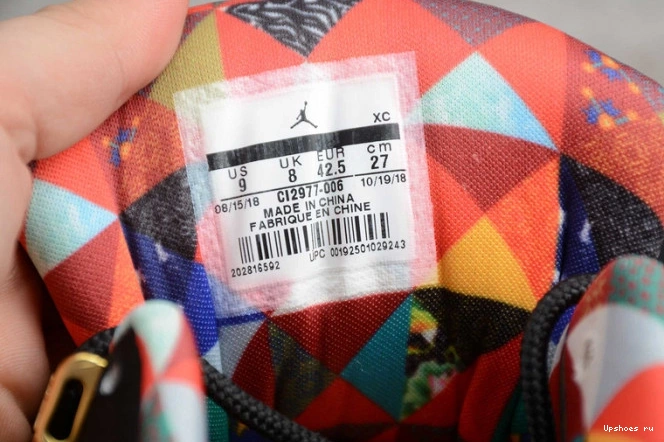 XC
US UK EUR cm
9 8 42.5 27
CI2977-006
08/15/18 10/19/18
MADE IN CHINA
FABRIQUE EN CHINE
202816592 UPC 00192501029243
Upshoes ru